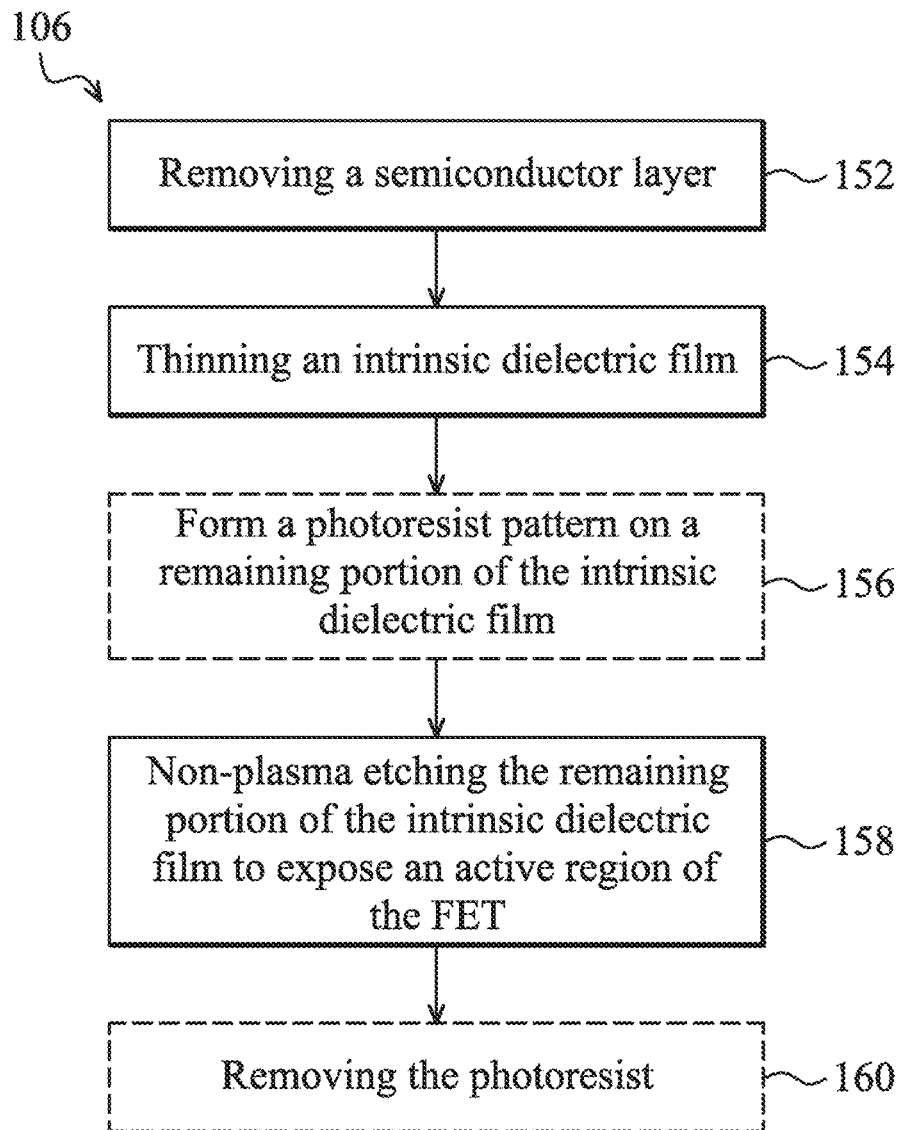 106
Removing a semiconductor layer
152
Thinning an intrinsic dielectric film
154
Form a photoresist pattern on a
remaining portion of the intrinsic
dielectric film
156
Non-plasma etching the remaining
portion of the intrinsic dielectric
film to expose an active region of
the FET
158
Removing the photoresist
160